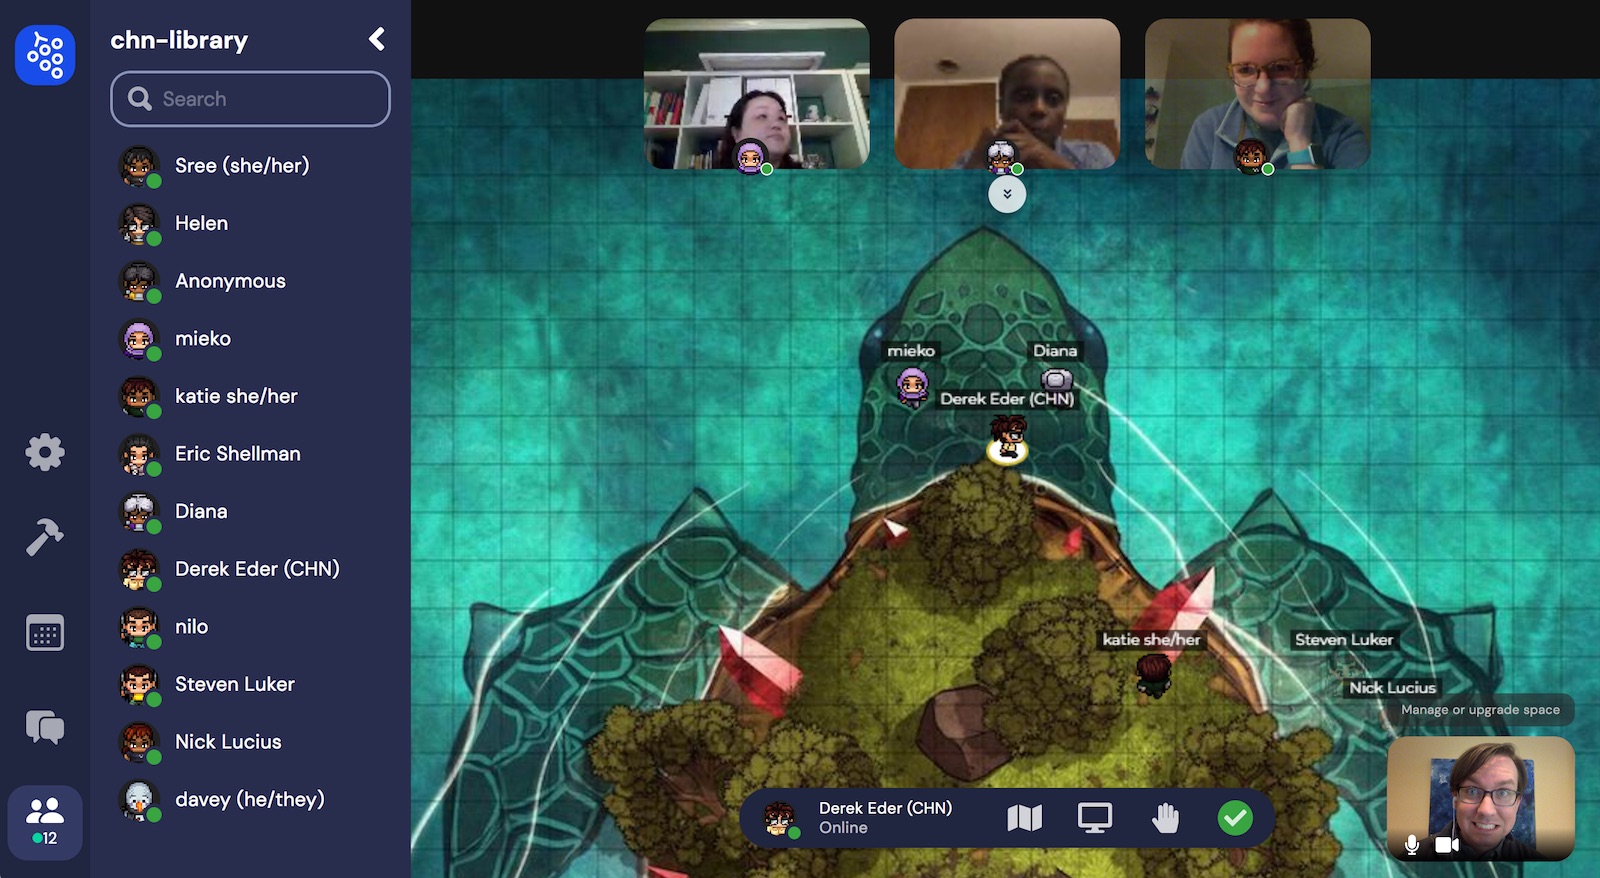 chn-library
Search
Sree (she/her)
Helen
Anonymous
mieko
katie she/her
Eric Shellman
Diana
Derek Eder (CHN)
nilo
Steven Luker
Nick Lucius
davey (he/they)
12
mieko
Diana
Derek Eder (CHN)
katie she/her
Steven Luker
Nick Lucius
Manage or upgrade space
Derek Eder (CHN)
Online